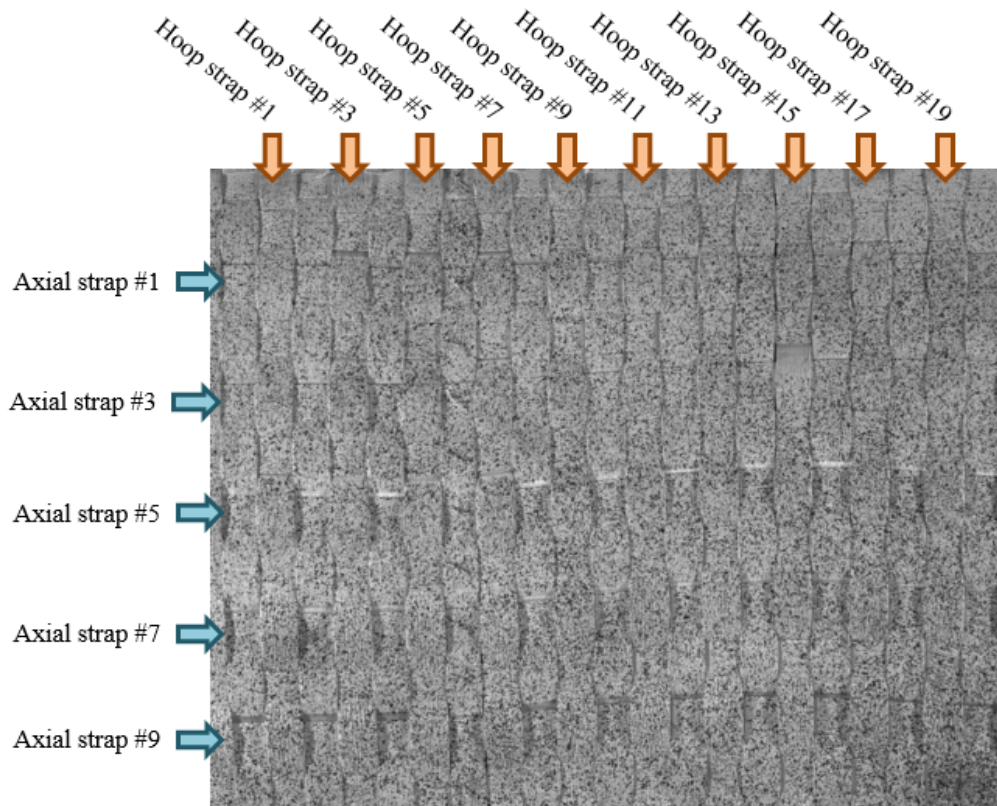 Hoop strap #1
Hoop strap #3
Hoop strap #5
Hoop strap #7
Hoop strap #9
Hoop strap #11
Hoop strap #13
Hoop strap #15
Hoop strap #17
Hoop strap #19
Axial strap #1
Axial strap #3
Axial strap #5
Axial strap #7
Axial strap #9